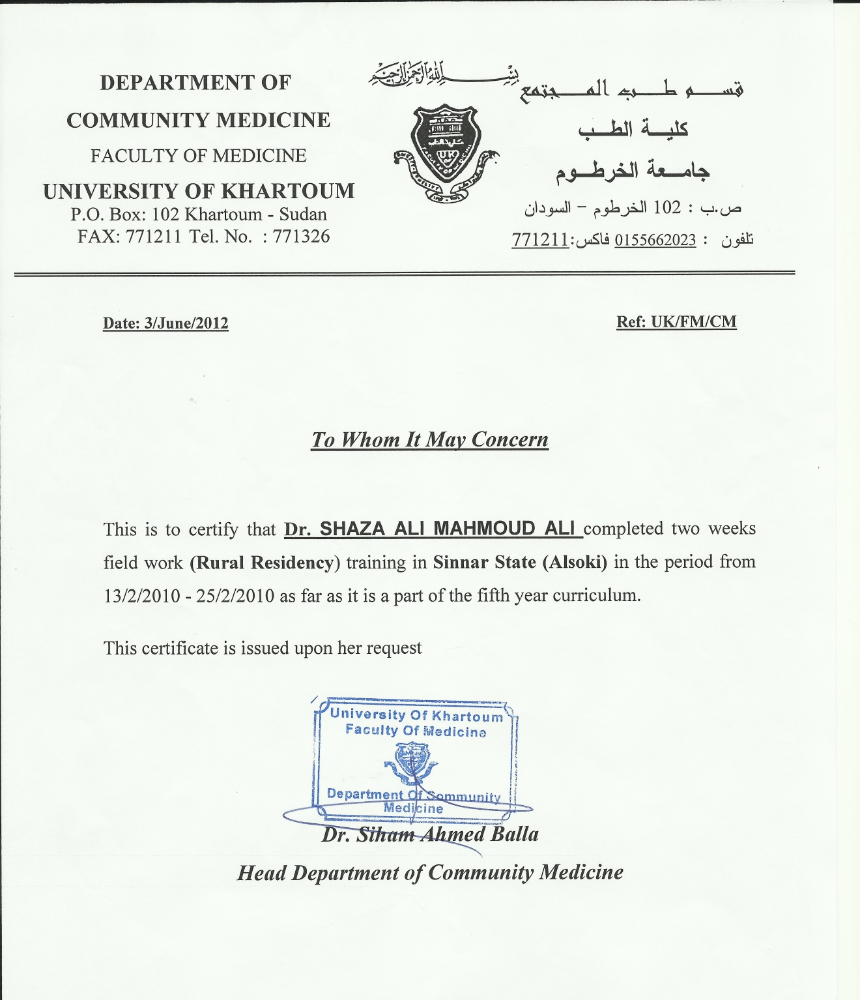 DEPARTMENT OF
COMMUNITY MEDICINE
FACULTY OF MEDICINE
UNIVERSITY OF KHARTOUM
P.O. Box: 102 Khartoum - Sudan
FAX: 771211 Tel. No. : 771326
بسم الله الرحمن الرحيم
UK
FACULTY OF MEDICINE
قسم طب المجتمع
كلية الطب
جامعة الخرطوم
ص.ب : 102 الخرطوم – السودان
تلفون : 0155662023 فاكس:771211
Date: 3/June/2012
Ref: UK/FM/CM
To Whom It May Concern
This is to certify that Dr. SHAZA ALI MAHMOUD ALI completed two weeks
field work (Rural Residency) training in Sinnar State (Alsoki) in the period from
13/2/2010 - 25/2/2010 as far as it is a part of the fifth year curriculum.
This certificate is issued upon her request
University Of Khartoum
Faculty Of Medicine
Department Of Community
Medicine
Dr. Siham Ahmed Balla
Head Department of Community Medicine